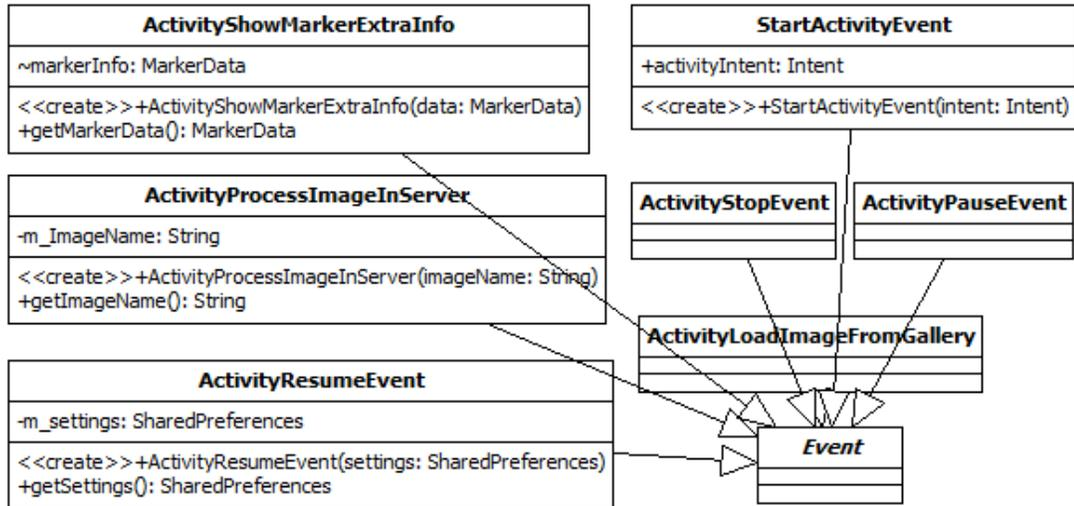 ActivityShowMarkerExtraInfo
~markerInfo: MarkerData
<<create>>+ActivityShowMarkerExtraInfo(data: MarkerData)
+getMarkerData(): MarkerData
StartActivityEvent
+activityIntent: Intent
<<create>>+StartActivityEvent(intent: Intent)
ActivityProcessImageInServer
-m_ImageName: String
<<create>>+ActivityProcessImageInServer(imageName: String)
+getImageName(): String
ActivityStopEvent
ActivityPauseEvent
ActivityLoadImageFromGallery
ActivityResumeEvent
-m_settings: SharedPreferences
<<create>>+ActivityResumeEvent(settings: SharedPreferences)
+getSettings(): SharedPreferences
Event